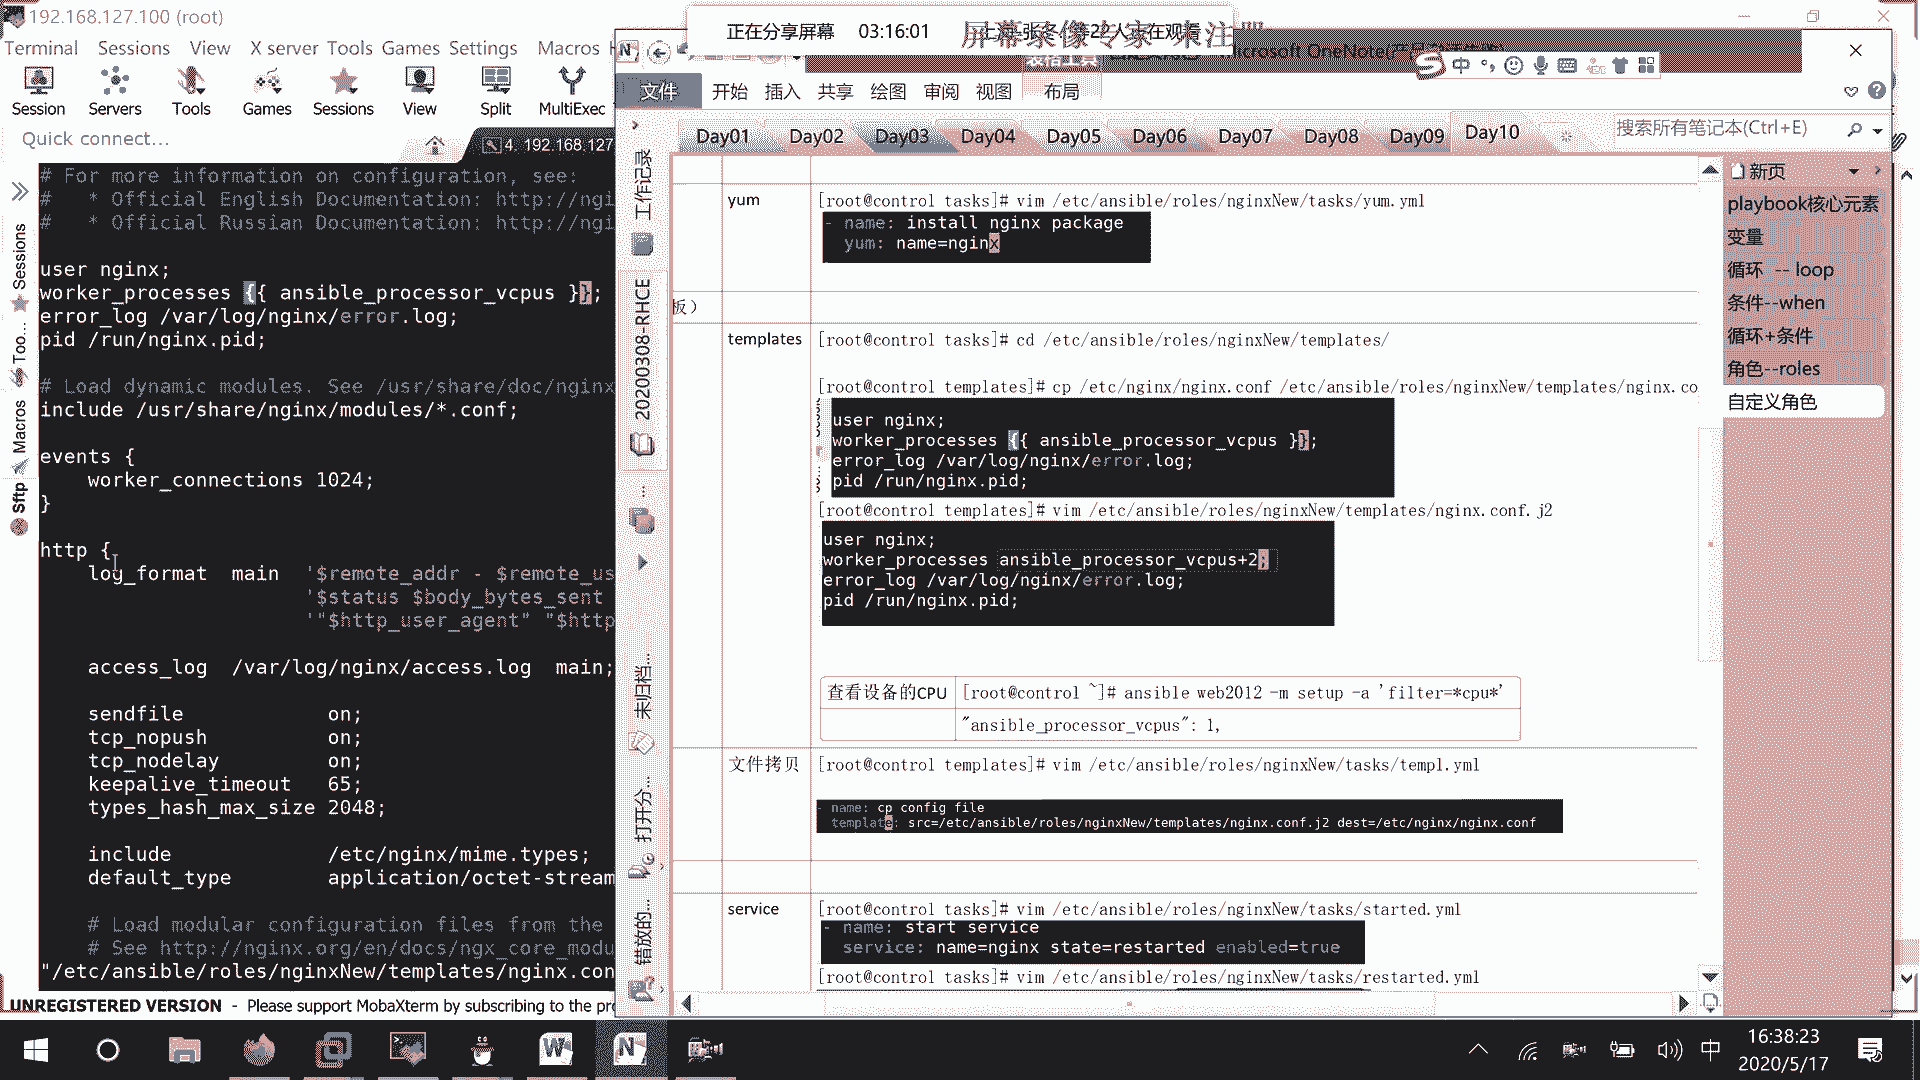 192.168.127.100 (root)
Terminal Sessions View X server Tools Games Settings Macros
Session Servers Tools Games Sessions View Split MultiExec
Quick connect...
4. 192.168.127
Sessions
Too...
Macros
Sftp
# For more information on configuration, see:
#   * Official English Documentation: http://ngi
#   * Official Russian Documentation: http://ngi
user nginx;
worker_processes {{ ansible_processor_vcpus }};
error_log /var/log/nginx/error.log;
pid /run/nginx.pid;
# Load dynamic modules. See /usr/share/doc/nginx
include /usr/share/nginx/modules/*.conf;
events {
    worker_connections 1024;
}
http {
    log_format  main  '$remote_addr - $remote_us
                      '$status $body_bytes_sent
                      '"$http_user_agent" "$http
    access_log  /var/log/nginx/access.log  main;
    sendfile            on;
    tcp_nopush          on;
    tcp_nodelay         on;
    keepalive_timeout   65;
    types_hash_max_size 2048;
    include             /etc/nginx/mime.types;
    default_type        application/octet-stream
    # Load modular configuration files from the
    # See http://nginx.org/en/docs/ngx_core_modu
"/etc/ansible/roles/nginxNew/templates/nginx.con
UNREGISTERED VERSION - Please support MobaXterm by subscribing to the pro
正在分享屏幕 03:16:01
屏幕录像专家 未注册
Microsoft OneNote
中
文件 开始 插入 共享 绘图 审阅 视图 布局
Day01 Day02 Day03 Day04 Day05 Day06 Day07 Day08 Day09 Day10
搜索所有笔记本(Ctrl+E)
工作记录
20200308-RHCE
...
未归档...
打开分...
错放的...
新页
playbook核心元素
变量
循环 -- loop
条件--when
循环+条件
角色--roles
自定义角色
yum [root@control tasks]# vim /etc/ansible/roles/nginxNew/tasks/yum.yml
- name: install nginx package
  yum: name=nginx
板）
templates [root@control tasks]# cd /etc/ansible/roles/nginxNew/templates/
[root@control templates]# cp /etc/nginx/nginx.conf /etc/ansible/roles/nginxNew/templates/nginx.co
user nginx;
worker_processes {{ ansible_processor_vcpus }};
error_log /var/log/nginx/error.log;
pid /run/nginx.pid;
[root@control templates]# vim /etc/ansible/roles/nginxNew/templates/nginx.conf.j2
user nginx;
worker_processes ansible_processor_vcpus+2;
error_log /var/log/nginx/error.log;
pid /run/nginx.pid;
查看设备的CPU [root@control ~]# ansible web2012 -m setup -a 'filter=*cpu*'
"ansible_processor_vcpus": 1,
文件拷贝 [root@control templates]# vim /etc/ansible/roles/nginxNew/tasks/templ.yml
- name: cp config file
  template: src=/etc/ansible/roles/nginxNew/templates/nginx.conf.j2 dest=/etc/nginx/nginx.conf
service [root@control tasks]# vim /etc/ansible/roles/nginxNew/tasks/started.yml
- name: start service
  service: name=nginx state=restarted enabled=true
[root@control tasks]# vim /etc/ansible/roles/nginxNew/tasks/restarted.yml
中
16:38:23
2020/5/17